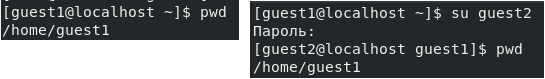 [guest1@localhost ~]$ pwd
/home/guest1
[guest1@localhost ~]$ su guest2
Пароль:
[guest2@localhost guest1]$ pwd
/home/guest1